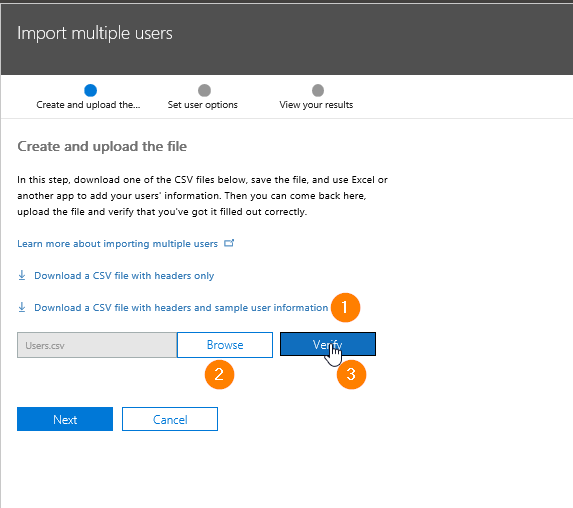 Import multiple users
Create and upload the... Set user options View your results
Create and upload the file
In this step, download one of the CSV files below, save the file, and use Excel or
another app to add your users' information. Then you can come back here,
upload the file and verify that you've got it filled out correctly.
Learn more about importing multiple users
Download a CSV file with headers only
Download a CSV file with headers and sample user information 1
Users.csv Browse Verify
2 3
Next Cancel